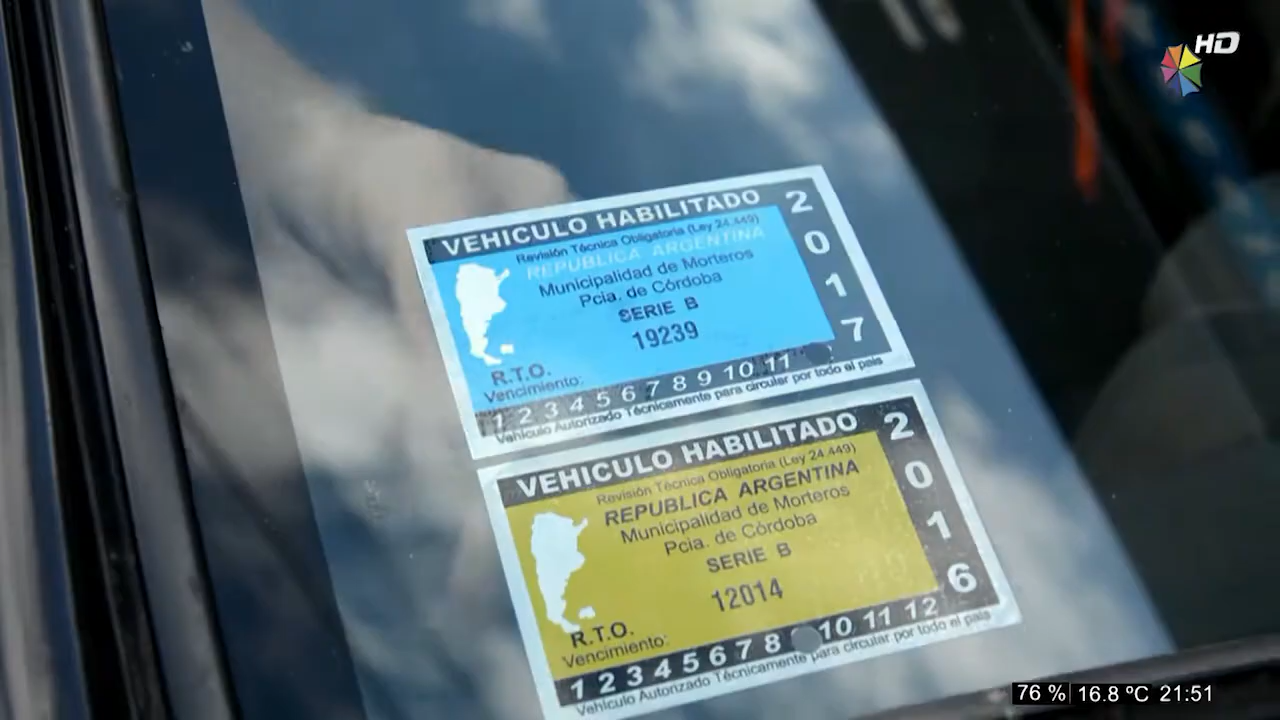 HD
VEHICULO HABILITADO
2017
Revisión Técnica Obligatoria (Ley 24.449)
REPUBLICA ARGENTINA
Municipalidad de Morteros
Pcia. de Córdoba
SERIE B
19239
R.T.O.
Vencimiento:
1 2 3 4 5 6 7 8 9 10 11
Vehículo Autorizado Técnicamente para circular por todo el país
VEHICULO HABILITADO
2016
Revisión Técnica Obligatoria (Ley 24.449)
REPUBLICA ARGENTINA
Municipalidad de Morteros
Pcia. de Córdoba
SERIE B
12014
R.T.O.
Vencimiento:
1 2 3 4 5 6 7 8 10 11 12
Vehículo Autorizado Técnicamente para circular por todo el país
76 % 16.8 ºC 21:51